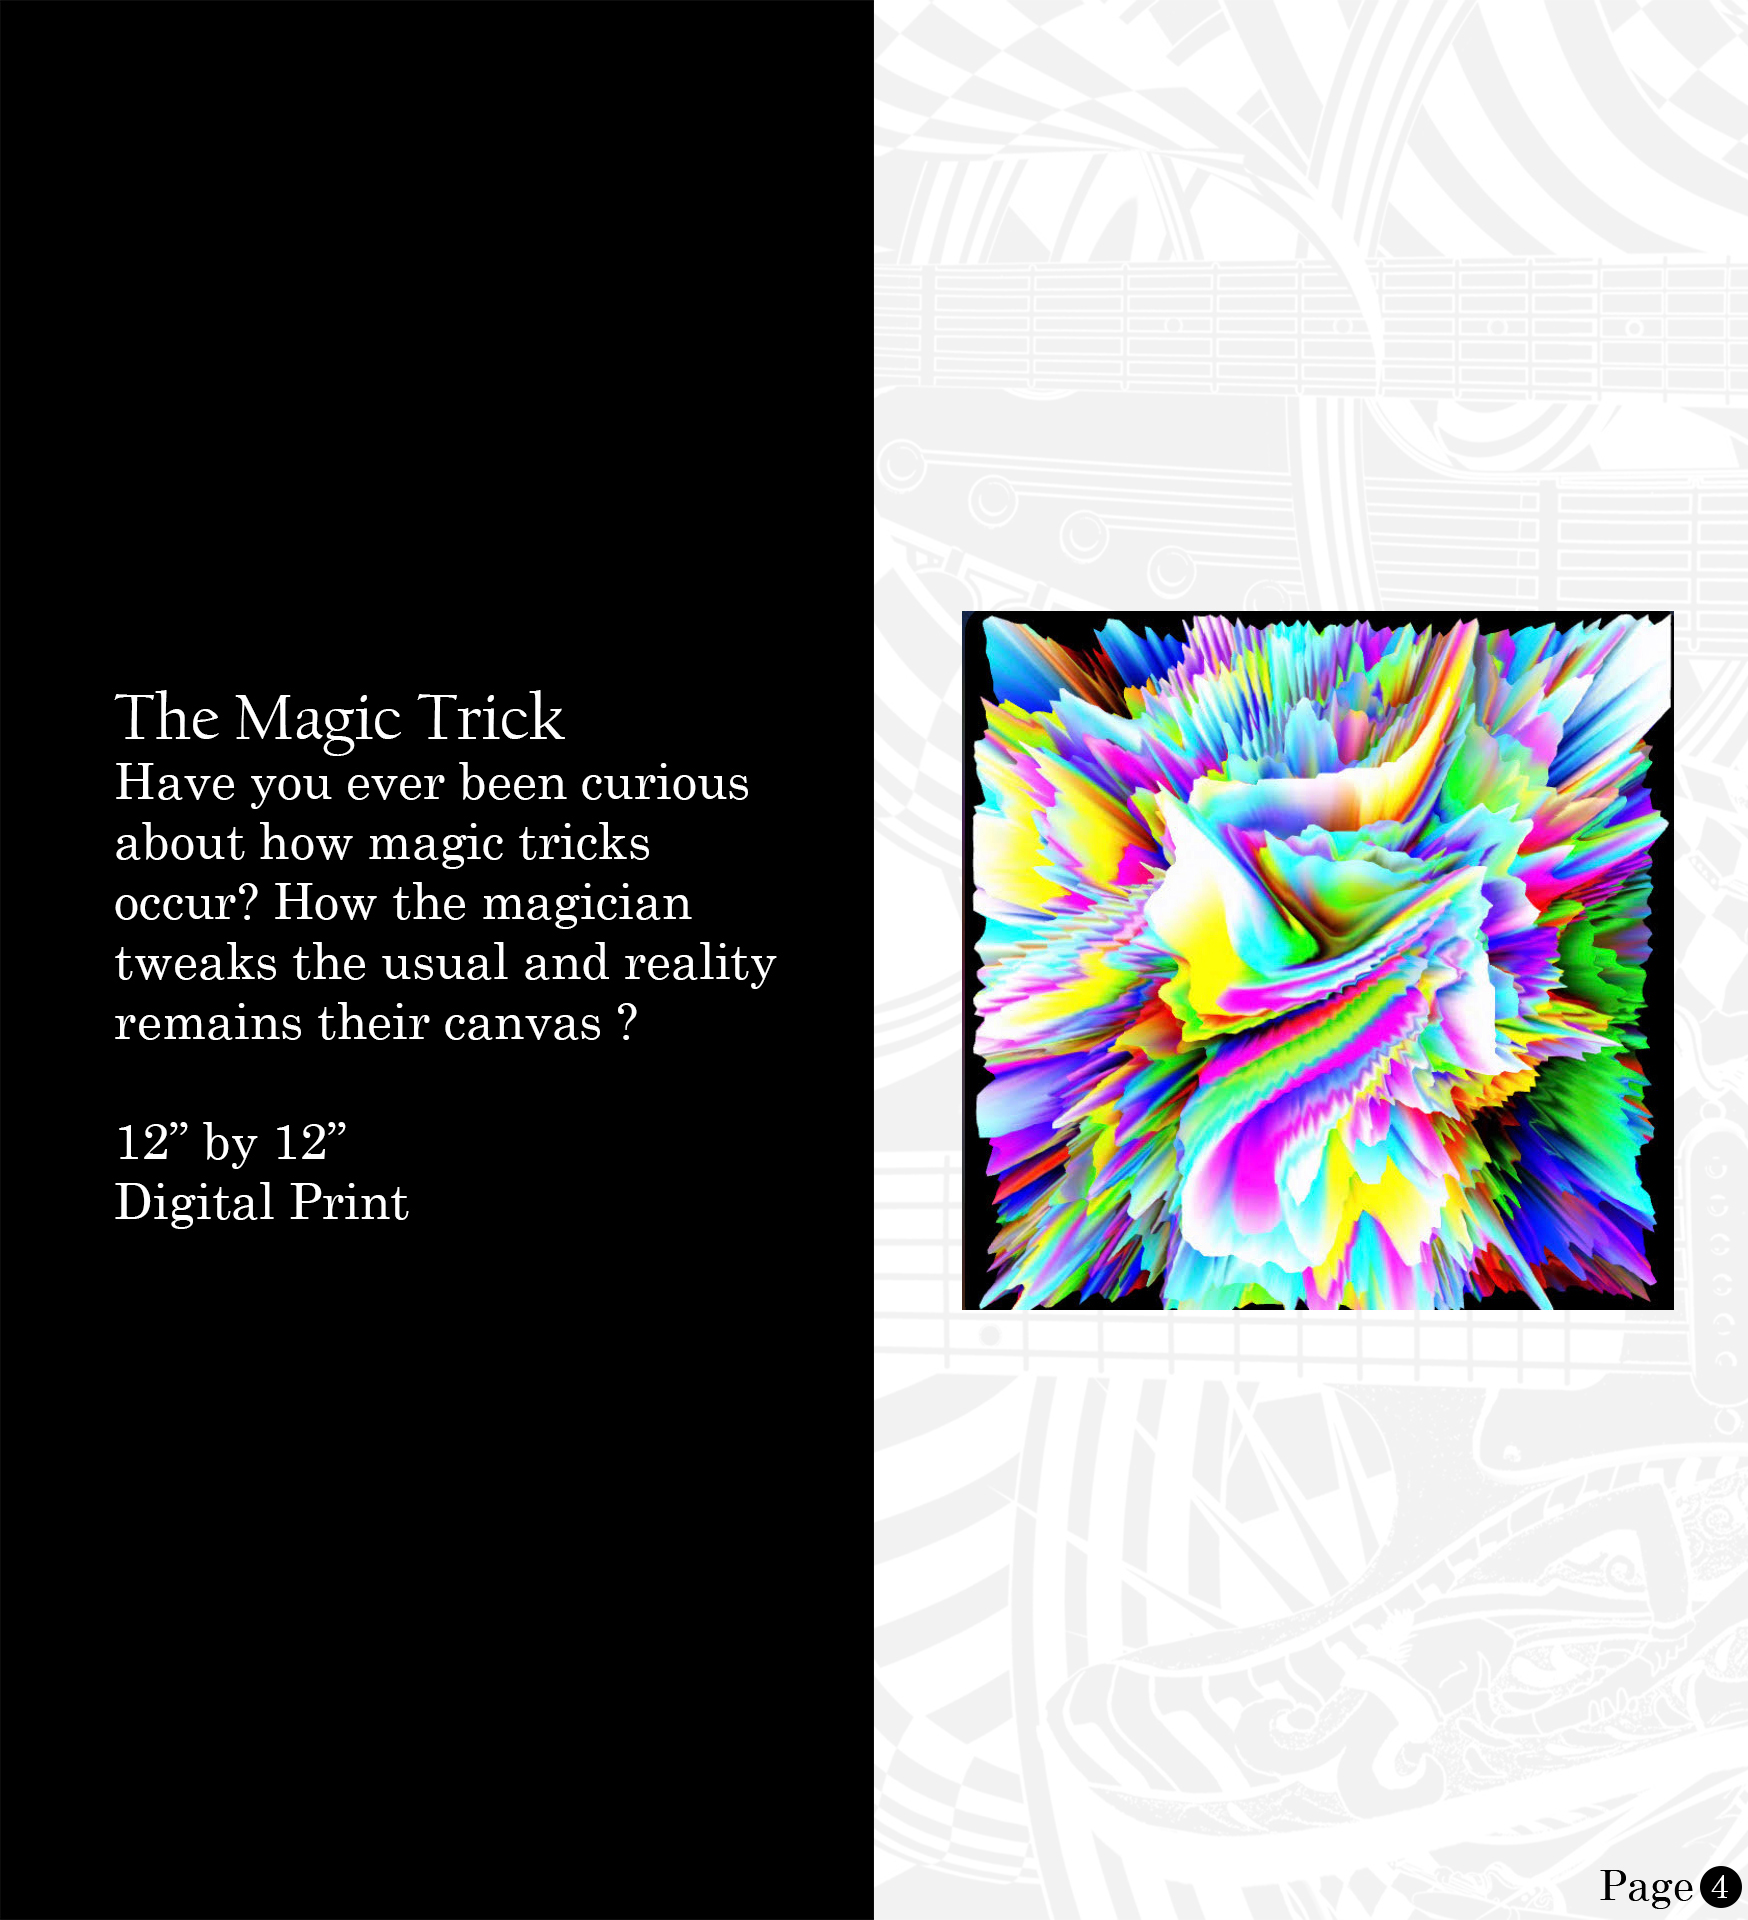 The Magic Trick
Have you ever been curious
about how magic tricks
occur? How the magician
tweaks the usual and reality
remains their canvas ?
12” by 12”
Digital Print
Page 4